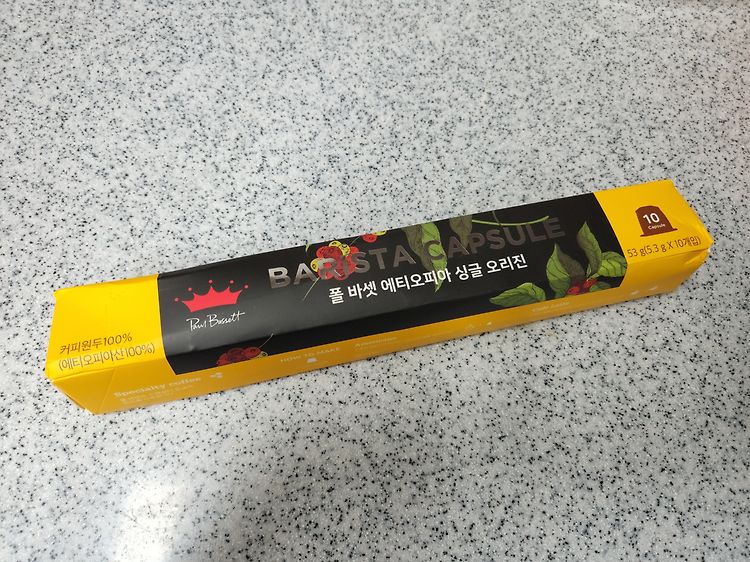 BARISTA CAPSULE
폴 바셋 에티오피아 싱글 오리진
Paul Bassett
커피원두100%
(에티오피아산100%)
10
Capsule
53 g(5.3 g X 10개입)
Specialty coffee
HOW TO MAKE
Americano